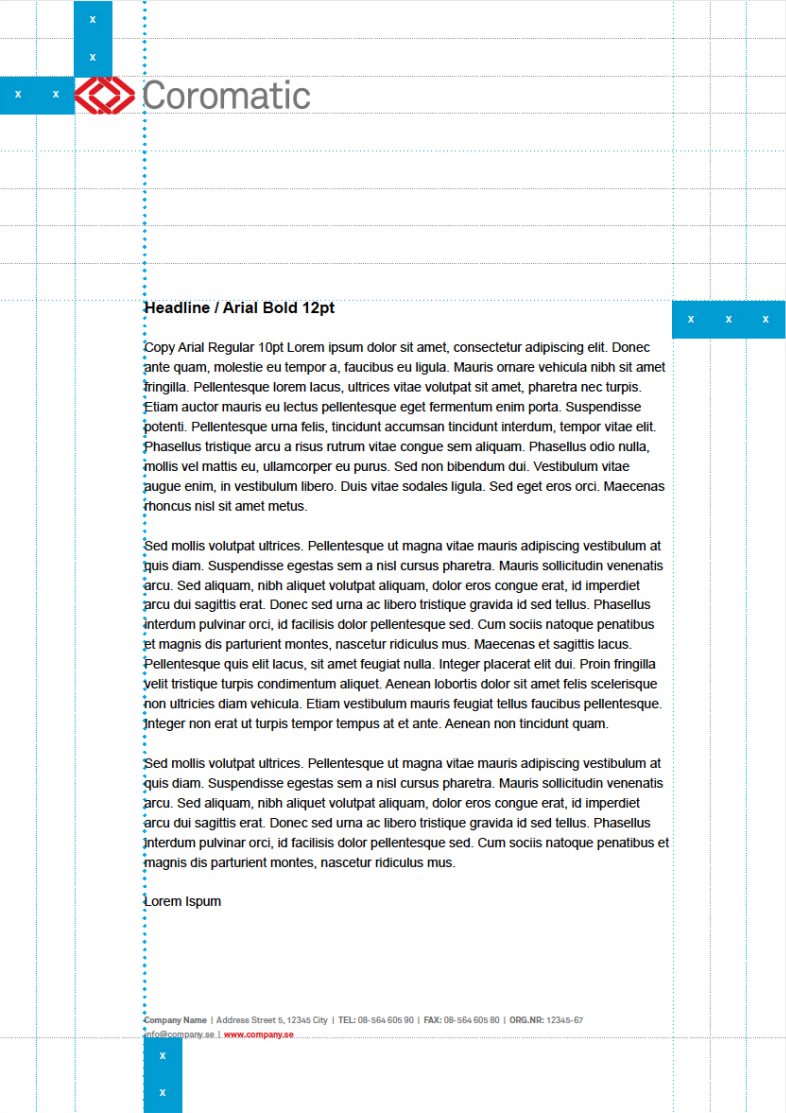 x
x
x x
Coromatic
Headline / Arial Bold 12pt
x x x
Copy Arial Regular 10pt Lorem ipsum dolor sit amet, consectetur adipiscing elit. Donec
ante quam, molestie eu tempor a, faucibus eu ligula. Mauris ornare vehicula nibh sit amet
fringilla. Pellentesque lorem lacus, ultrices vitae volutpat sit amet, pharetra nec turpis.
Etiam auctor mauris eu lectus pellentesque eget fermentum enim porta. Suspendisse
potenti. Pellentesque urna felis, tincidunt accumsan tincidunt interdum, tempor vitae elit.
Phasellus tristique arcu a risus rutrum vitae congue sem aliquam. Phasellus odio nulla,
mollis vel mattis eu, ullamcorper eu purus. Sed non bibendum dui. Vestibulum vitae
augue enim, in vestibulum libero. Duis vitae sodales ligula. Sed eget eros orci. Maecenas
rhoncus nisl sit amet metus.
Sed mollis volutpat ultrices. Pellentesque ut magna vitae mauris adipiscing vestibulum at
quis diam. Suspendisse egestas sem a nisl cursus pharetra. Mauris sollicitudin venenatis
arcu. Sed aliquam, nibh aliquet volutpat aliquam, dolor eros congue erat, id imperdiet
arcu dui sagittis erat. Donec sed urna ac libero tristique gravida id sed tellus. Phasellus
interdum pulvinar orci, id facilisis dolor pellentesque sed. Cum sociis natoque penatibus
et magnis dis parturient montes, nascetur ridiculus mus. Maecenas et sagittis lacus.
Pellentesque quis elit lacus, sit amet feugiat nulla. Integer placerat elit dui. Proin fringilla
velit tristique turpis condimentum aliquet. Aenean lobortis dolor sit amet felis scelerisque
non ultricies diam vehicula. Etiam vestibulum mauris feugiat tellus faucibus pellentesque.
Integer non erat ut turpis tempor tempus at et ante. Aenean non tincidunt quam.
Sed mollis volutpat ultrices. Pellentesque ut magna vitae mauris adipiscing vestibulum at
quis diam. Suspendisse egestas sem a nisl cursus pharetra. Mauris sollicitudin venenatis
arcu. Sed aliquam, nibh aliquet volutpat aliquam, dolor eros congue erat, id imperdiet
arcu dui sagittis erat. Donec sed urna ac libero tristique gravida id sed tellus. Phasellus
interdum pulvinar orci, id facilisis dolor pellentesque sed. Cum sociis natoque penatibus et
magnis dis parturient montes, nascetur ridiculus mus.
Lorem Ispum
Company Name | Address Street 5, 12345 City | TEL: 08-564 605 90 | FAX: 08-564 605 80 | ORG.NR: 12345-67
info@company.se | www.company.se
x
x